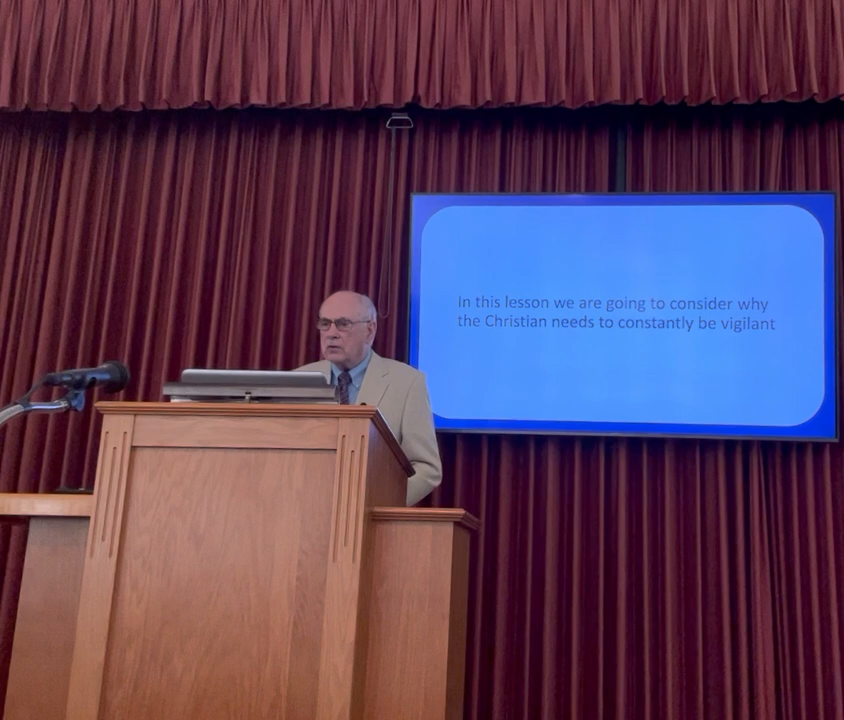 In this lesson we are going to consider why
the Christian needs to constantly be vigilant